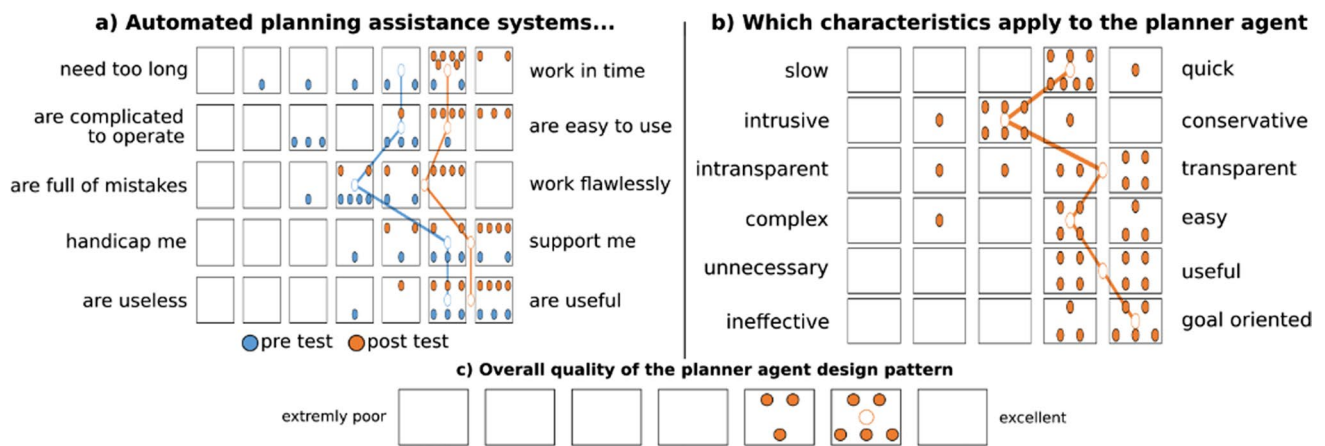 a) Automated planning assistance systems...
need too long
work in time
are complicated
to operate
are easy to use
are full of mistakes
work flawlessly
handicap me
support me
are useless
are useful
pre test
post test
b) Which characteristics apply to the planner agent
slow
quick
intrusive
conservative
intransparent
transparent
complex
easy
unnecessary
useful
ineffective
goal oriented
c) Overall quality of the planner agent design pattern
extremly poor
excellent